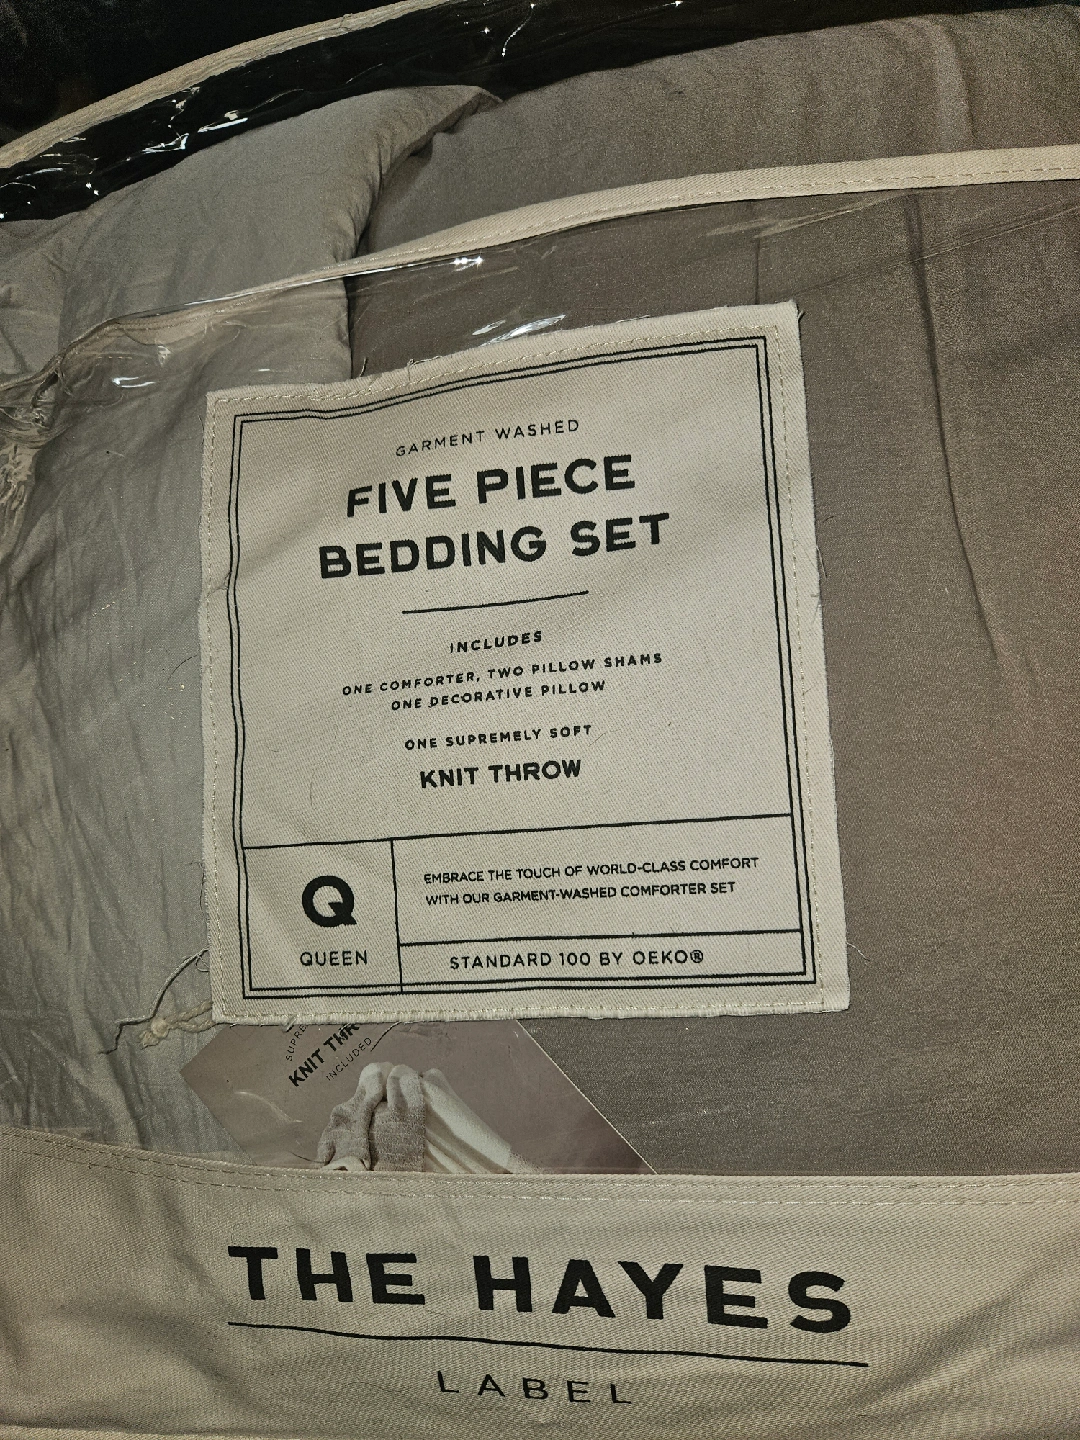 GARMENT WASHED
FIVE PIECE
BEDDING SET
INCLUDES
ONE COMFORTER, TWO PILLOW SHAMS
ONE DECORATIVE PILLOW
ONE SUPREMELY SOFT
KNIT THROW
Q
QUEEN
EMBRACE THE TOUCH OF WORLD-CLASS COMFORT
WITH OUR GARMENT-WASHED COMFORTER SET
STANDARD 100 BY OEKO®
KNIT
INCLUDED
THE HAYES
LABEL